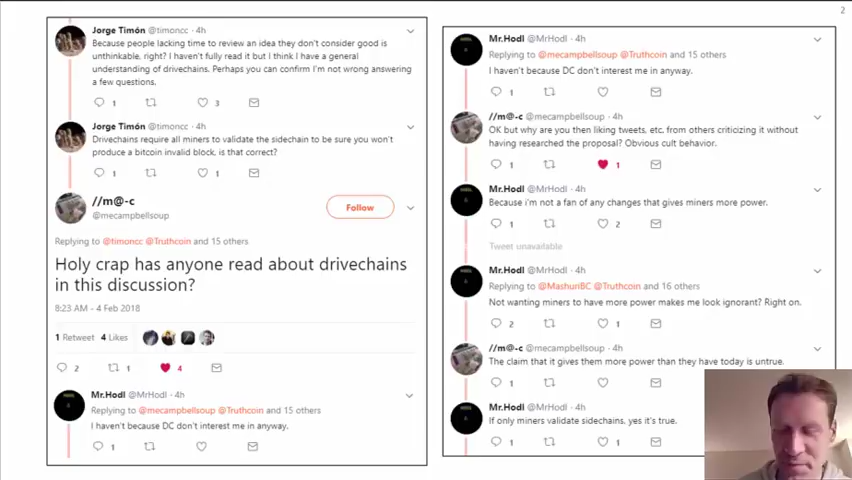 2
Jorge Timón @timoncc · 4h
Because people lacking time to review an idea they don't consider good is
unthinkable, right? I haven't fully read it but I think I have a general
understanding of drivechains. Perhaps you can confirm I'm not wrong answering
a few questions.
1 3
Jorge Timón @timoncc · 4h
Drivechains require all miners to validate the sidechain to be sure you won't
produce a bitcoin invalid block, is that correct?
1 1
//m@-c
@mecampbellsoup
Follow
Replying to @timoncc @Truthcoin and 15 others
Holy crap has anyone read about drivechains
in this discussion?
8:23 AM - 4 Feb 2018
1 Retweet 4 Likes
2 1 4
Mr.Hodl @MrHodl · 4h
Replying to @mecampbellsoup @Truthcoin and 15 others
I haven't because DC don't interest me in anyway.
1
Mr.Hodl @MrHodl · 4h
Replying to @mecampbellsoup @Truthcoin and 15 others
I haven't because DC don't interest me in anyway.
1
//m@-c @mecampbellsoup · 4h
OK but why are you then liking tweets, etc. from others criticizing it without
having researched the proposal? Obvious cult behavior.
1 1
Mr.Hodl @MrHodl · 4h
Because i'm not a fan of any changes that gives miners more power.
1 2
Tweet unavailable
Mr.Hodl @MrHodl · 4h
Replying to @MashuriBC @Truthcoin and 16 others
Not wanting miners to have more power makes me look ignorant? Right on.
2 1
//m@-c @mecampbellsoup · 4h
The claim that it gives them more power than they have today is untrue.
1
Mr.Hodl @MrHodl · 4h
If only miners validate sidechains, yes it's true.
1 1